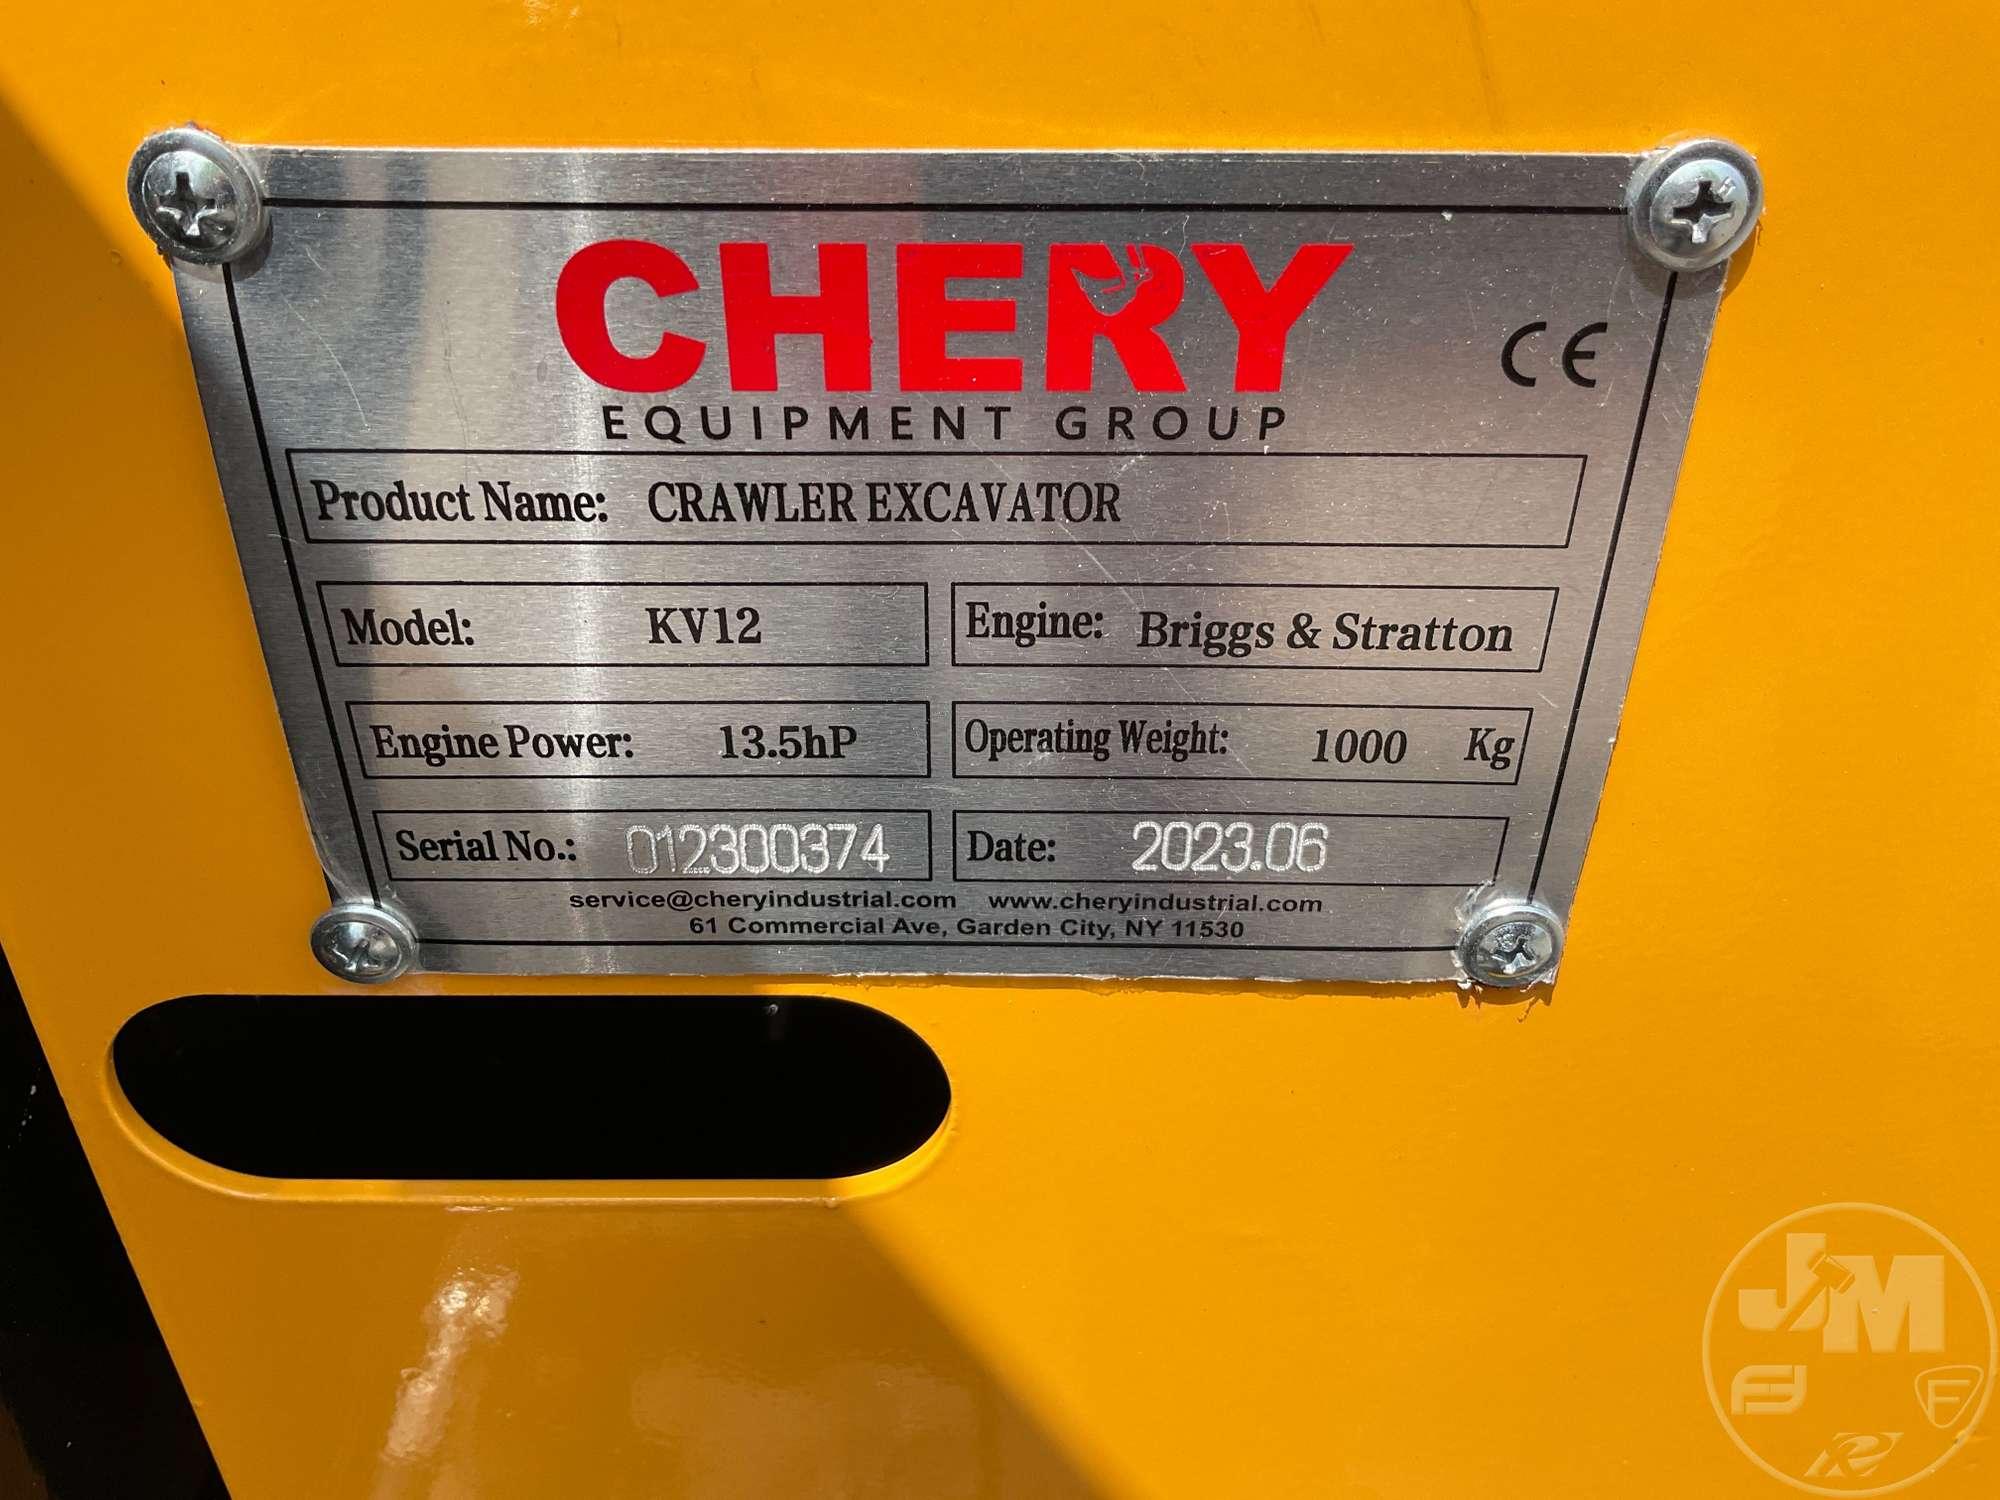 CHERY
EQUIPMENT GROUP
CE
Product Name: CRAWLER EXCAVATOR
Model: KV12
Engine: Briggs & Stratton
Engine Power: 13.5hP
Operating Weight: 1000 Kg
Serial No.: 012300374
Date: 2023.06
service@cheryindustrial.com www.cheryindustrial.com
61 Commercial Ave, Garden City, NY 11530
JM
F